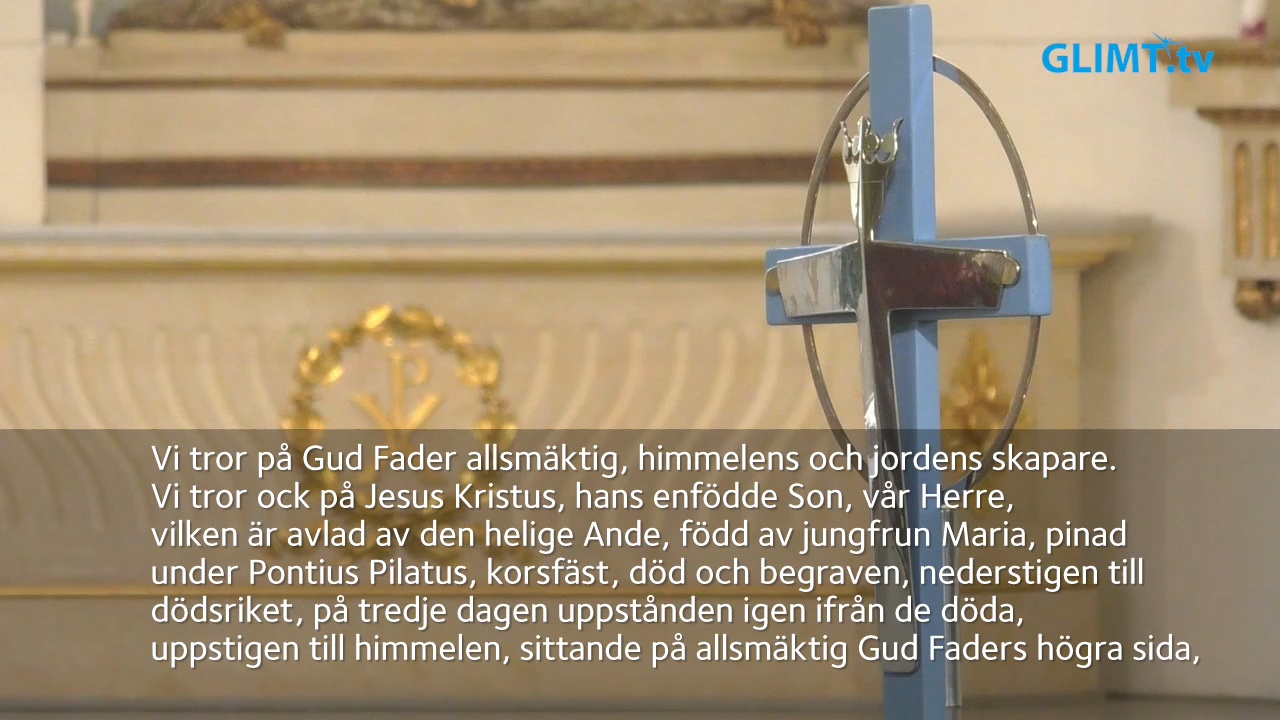 GLIMT.tv
Vi tror på Gud Fader allsmäktig, himmelens och jordens skapare.
Vi tror ock på Jesus Kristus, hans enfödde Son, vår Herre,
vilken är avlad av den helige Ande, född av jungfrun Maria, pinad
under Pontius Pilatus, korsfäst, död och begraven, nederstigen till
dödsriket, på tredje dagen uppstånden igen ifrån de döda,
uppstigen till himmelen, sittande på allsmäktig Gud Faders högra sida,